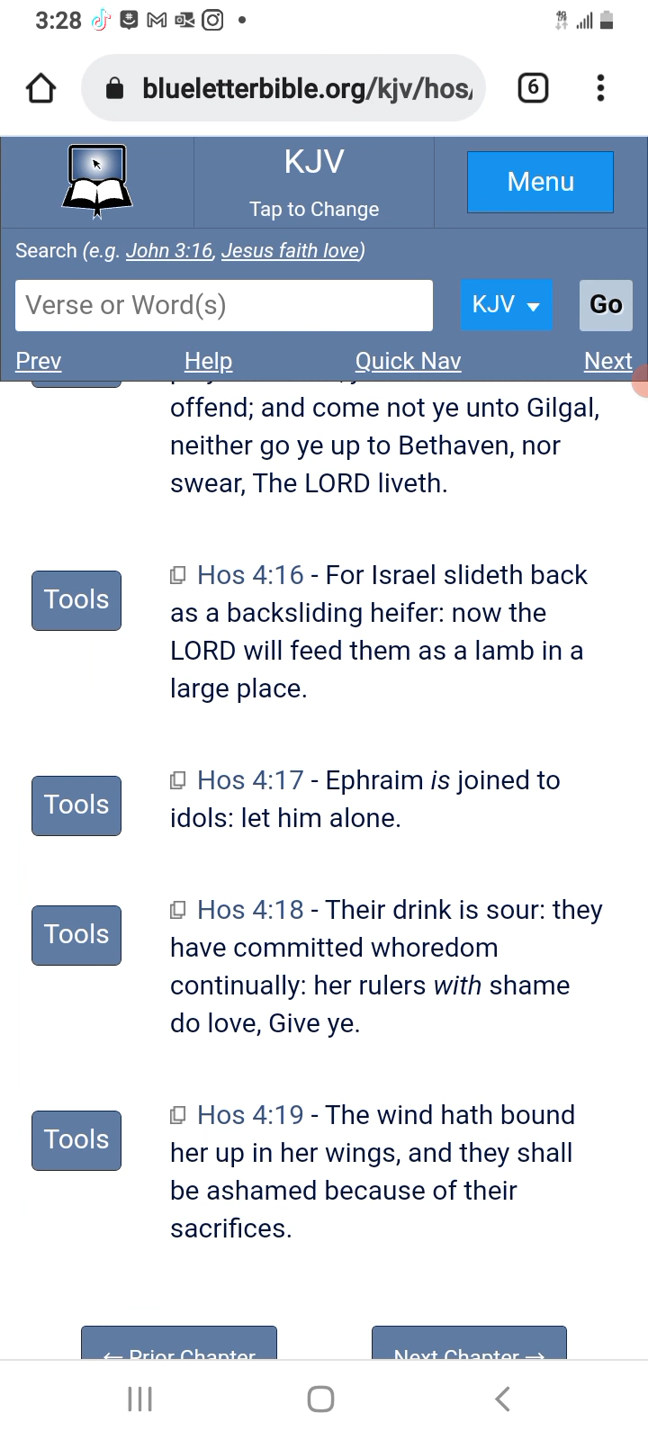 3:28
blueletterbible.org/kjv/hos/
6
KJV
Tap to Change
Menu
Search (e.g. John 3:16, Jesus faith love)
Verse or Word(s)
KJV
Go
Prev Help Quick Nav Next
offend; and come not ye unto Gilgal,
neither go ye up to Bethaven, nor
swear, The LORD liveth.
Tools
Hos 4:16 - For Israel slideth back
as a backsliding heifer: now the
LORD will feed them as a lamb in a
large place.
Tools
Hos 4:17 - Ephraim is joined to
idols: let him alone.
Tools
Hos 4:18 - Their drink is sour: they
have committed whoredom
continually: her rulers with shame
do love, Give ye.
Tools
Hos 4:19 - The wind hath bound
her up in her wings, and they shall
be ashamed because of their
sacrifices.
← Prior Chapter
Next Chapter →